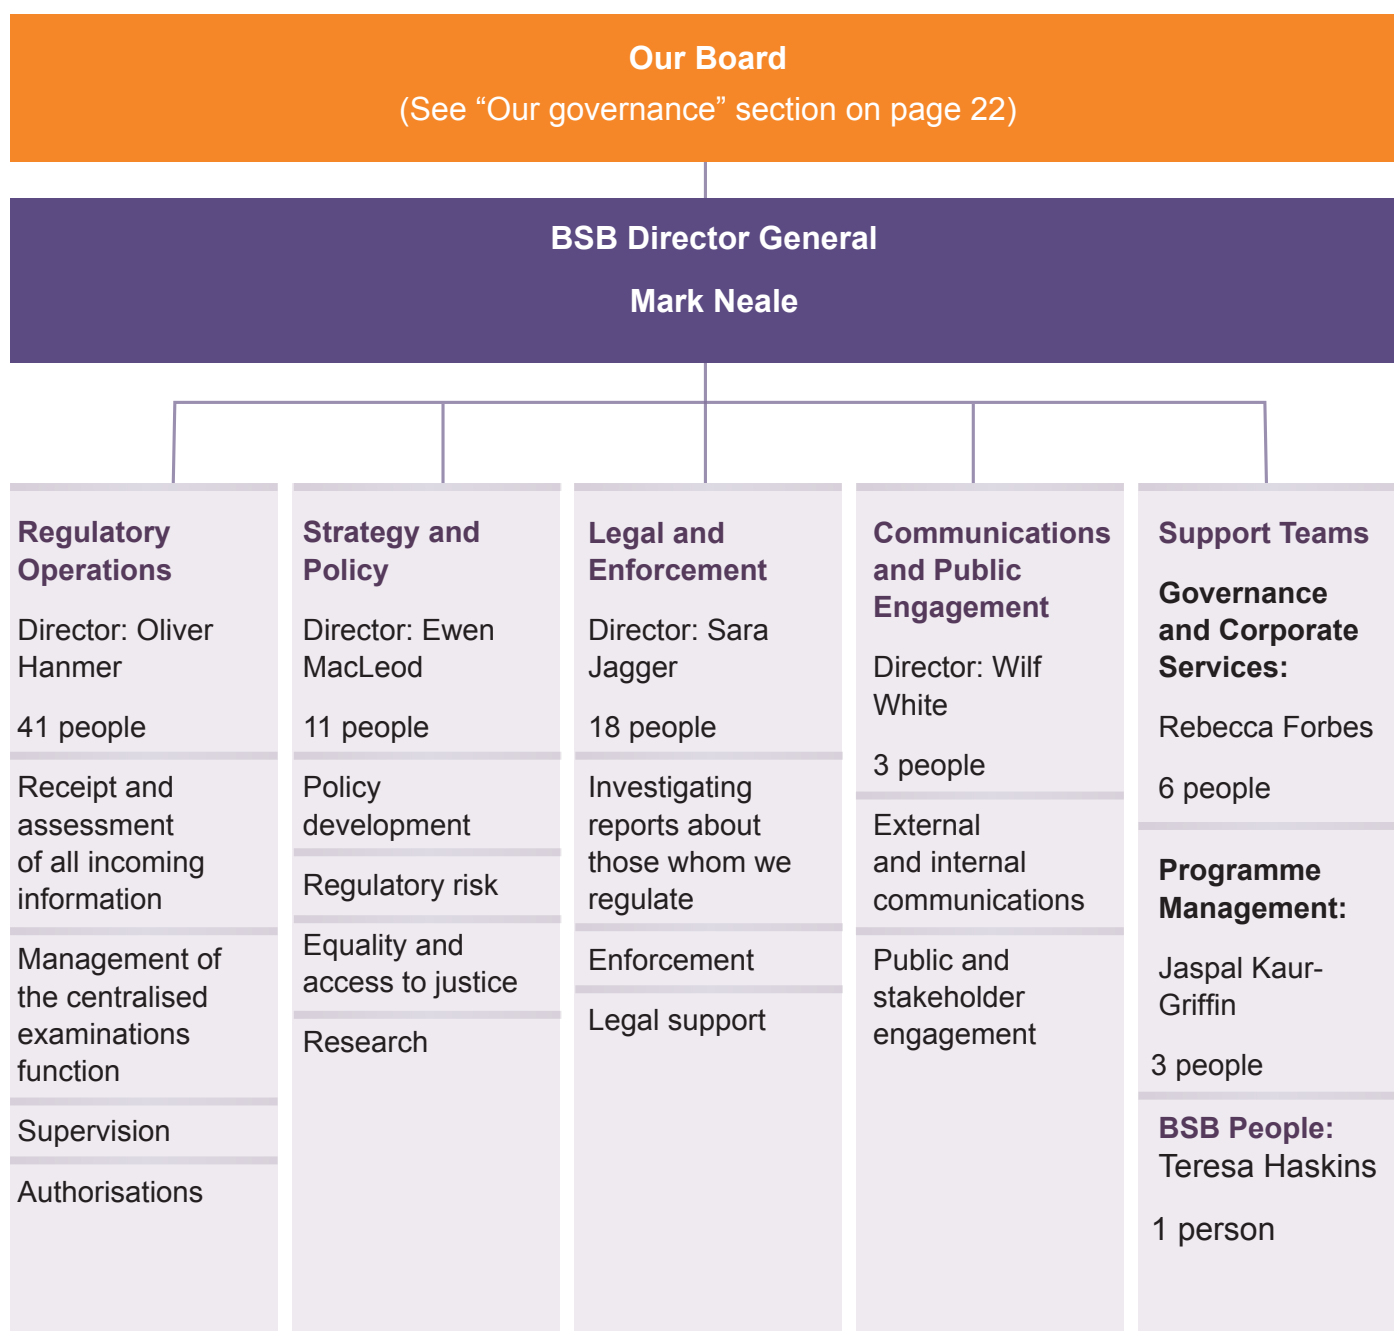 Our Board
(See “Our governance” section on page 22)
BSB Director General
Mark Neale
Regulatory
Operations
Director: Oliver
Hanmer
41 people
Receipt and
assessment
of all incoming
information
Management of
the centralised
examinations
function
Supervision
Authorisations
Strategy and
Policy
Director: Ewen
MacLeod
11 people
Policy
development
Regulatory risk
Equality and
access to justice
Research
Legal and
Enforcement
Director: Sara
Jagger
18 people
Investigating
reports about
those whom we
regulate
Enforcement
Legal support
Communications
and Public
Engagement
Director: Wilf
White
3 people
External
and internal
communications
Public and
stakeholder
engagement
Support Teams
Governance
and Corporate
Services:
Rebecca Forbes
6 people
Programme
Management:
Jaspal Kaur-
Griffin
3 people
BSB People:
Teresa Haskins
1 person